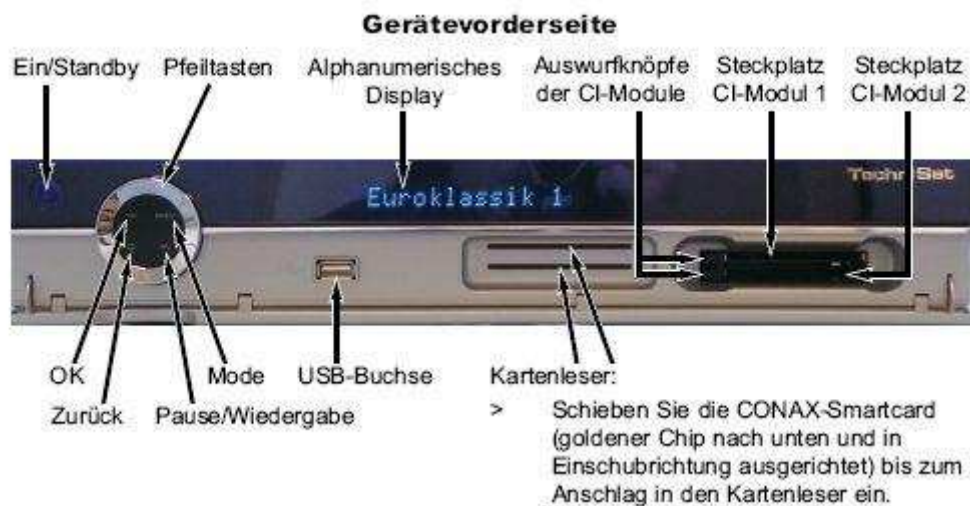 Gerätevorderseite
Ein/Standby
Pfeiltasten
Alphanumerisches
Display
Auswurfknöpfe
der CI-Module
Steckplatz
CI-Modul 1
Steckplatz
CI-Modul 2
TechniSat
Euroklassik 1
OK
Mode
Zurück
Pause/Wiedergabe
USB-Buchse
Kartenleser:
> Schieben Sie die CONAX-Smartcard
(goldener Chip nach unten und in
Einschubrichtung ausgerichtet) bis zum
Anschlag in den Kartenleser ein.